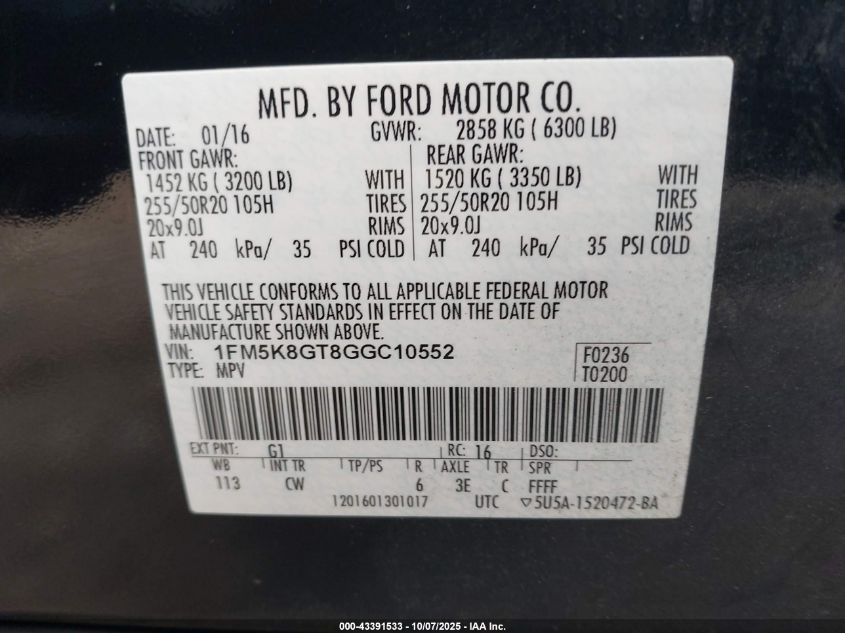 MFD. BY FORD MOTOR CO.
DATE: 01/16 GVWR: 2858 KG ( 6300 LB)
FRONT GAWR: REAR GAWR:
1452 KG ( 3200 LB) WITH 1520 KG ( 3350 LB) WITH
255/50R20 105H TIRES 255/50R20 105H TIRES
20x9.0J RIMS 20x9.0J RIMS
AT 240 kPa/ 35 PSI COLD AT 240 kPa/ 35 PSI COLD
THIS VEHICLE CONFORMS TO ALL APPLICABLE FEDERAL MOTOR
VEHICLE SAFETY STANDARDS IN EFFECT ON THE DATE OF
MANUFACTURE SHOWN ABOVE.
VIN: 1FM5K8GT8GGC10552 F0236
TYPE: MPV T0200
EXT PNT: G1 RC: 16 DSO:
WB INT TR TP/PS R AXLE TR SPR
113 CW 6 3E C FFFF
1201601301017 UTC ▽5U5A-1520472-BA
000-43391533 - 10/07/2025 - IAA Inc.